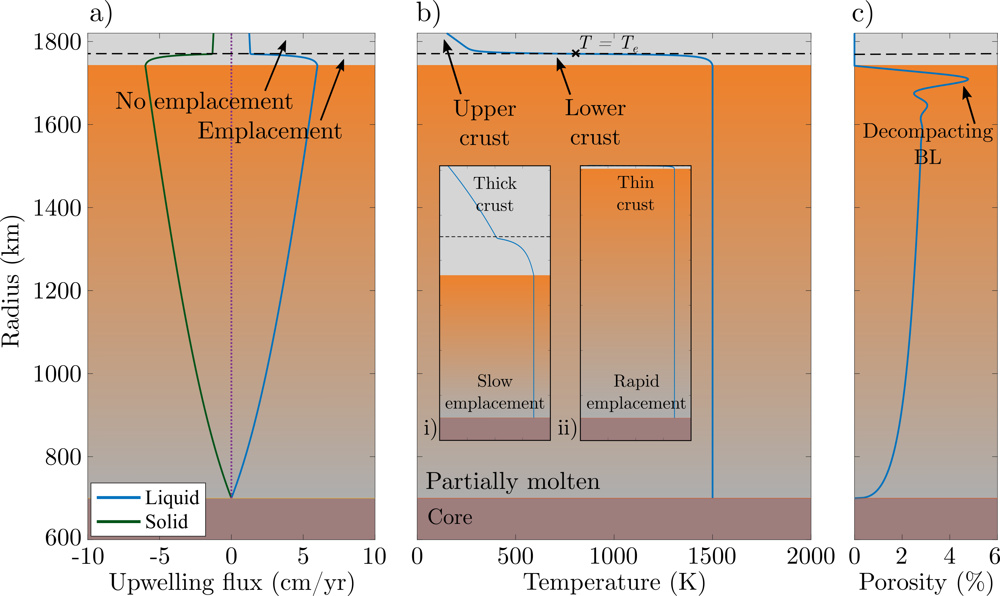 a)
b)
c)
Radius (km)
1800
1600
1400
1200
1000
800
600
No emplacement
Emplacement
Liquid
Solid
-10
-5
0
5
10
Upwelling flux (cm/yr)
T = Te
Upper
crust
Lower
crust
Thick
crust
Slow
emplacement
i)
Thin
crust
Rapid
emplacement
ii)
Partially molten
Core
0
500
1000
1500
2000
Temperature (K)
Decompacting
BL
0
2
4
6
Porosity (%)